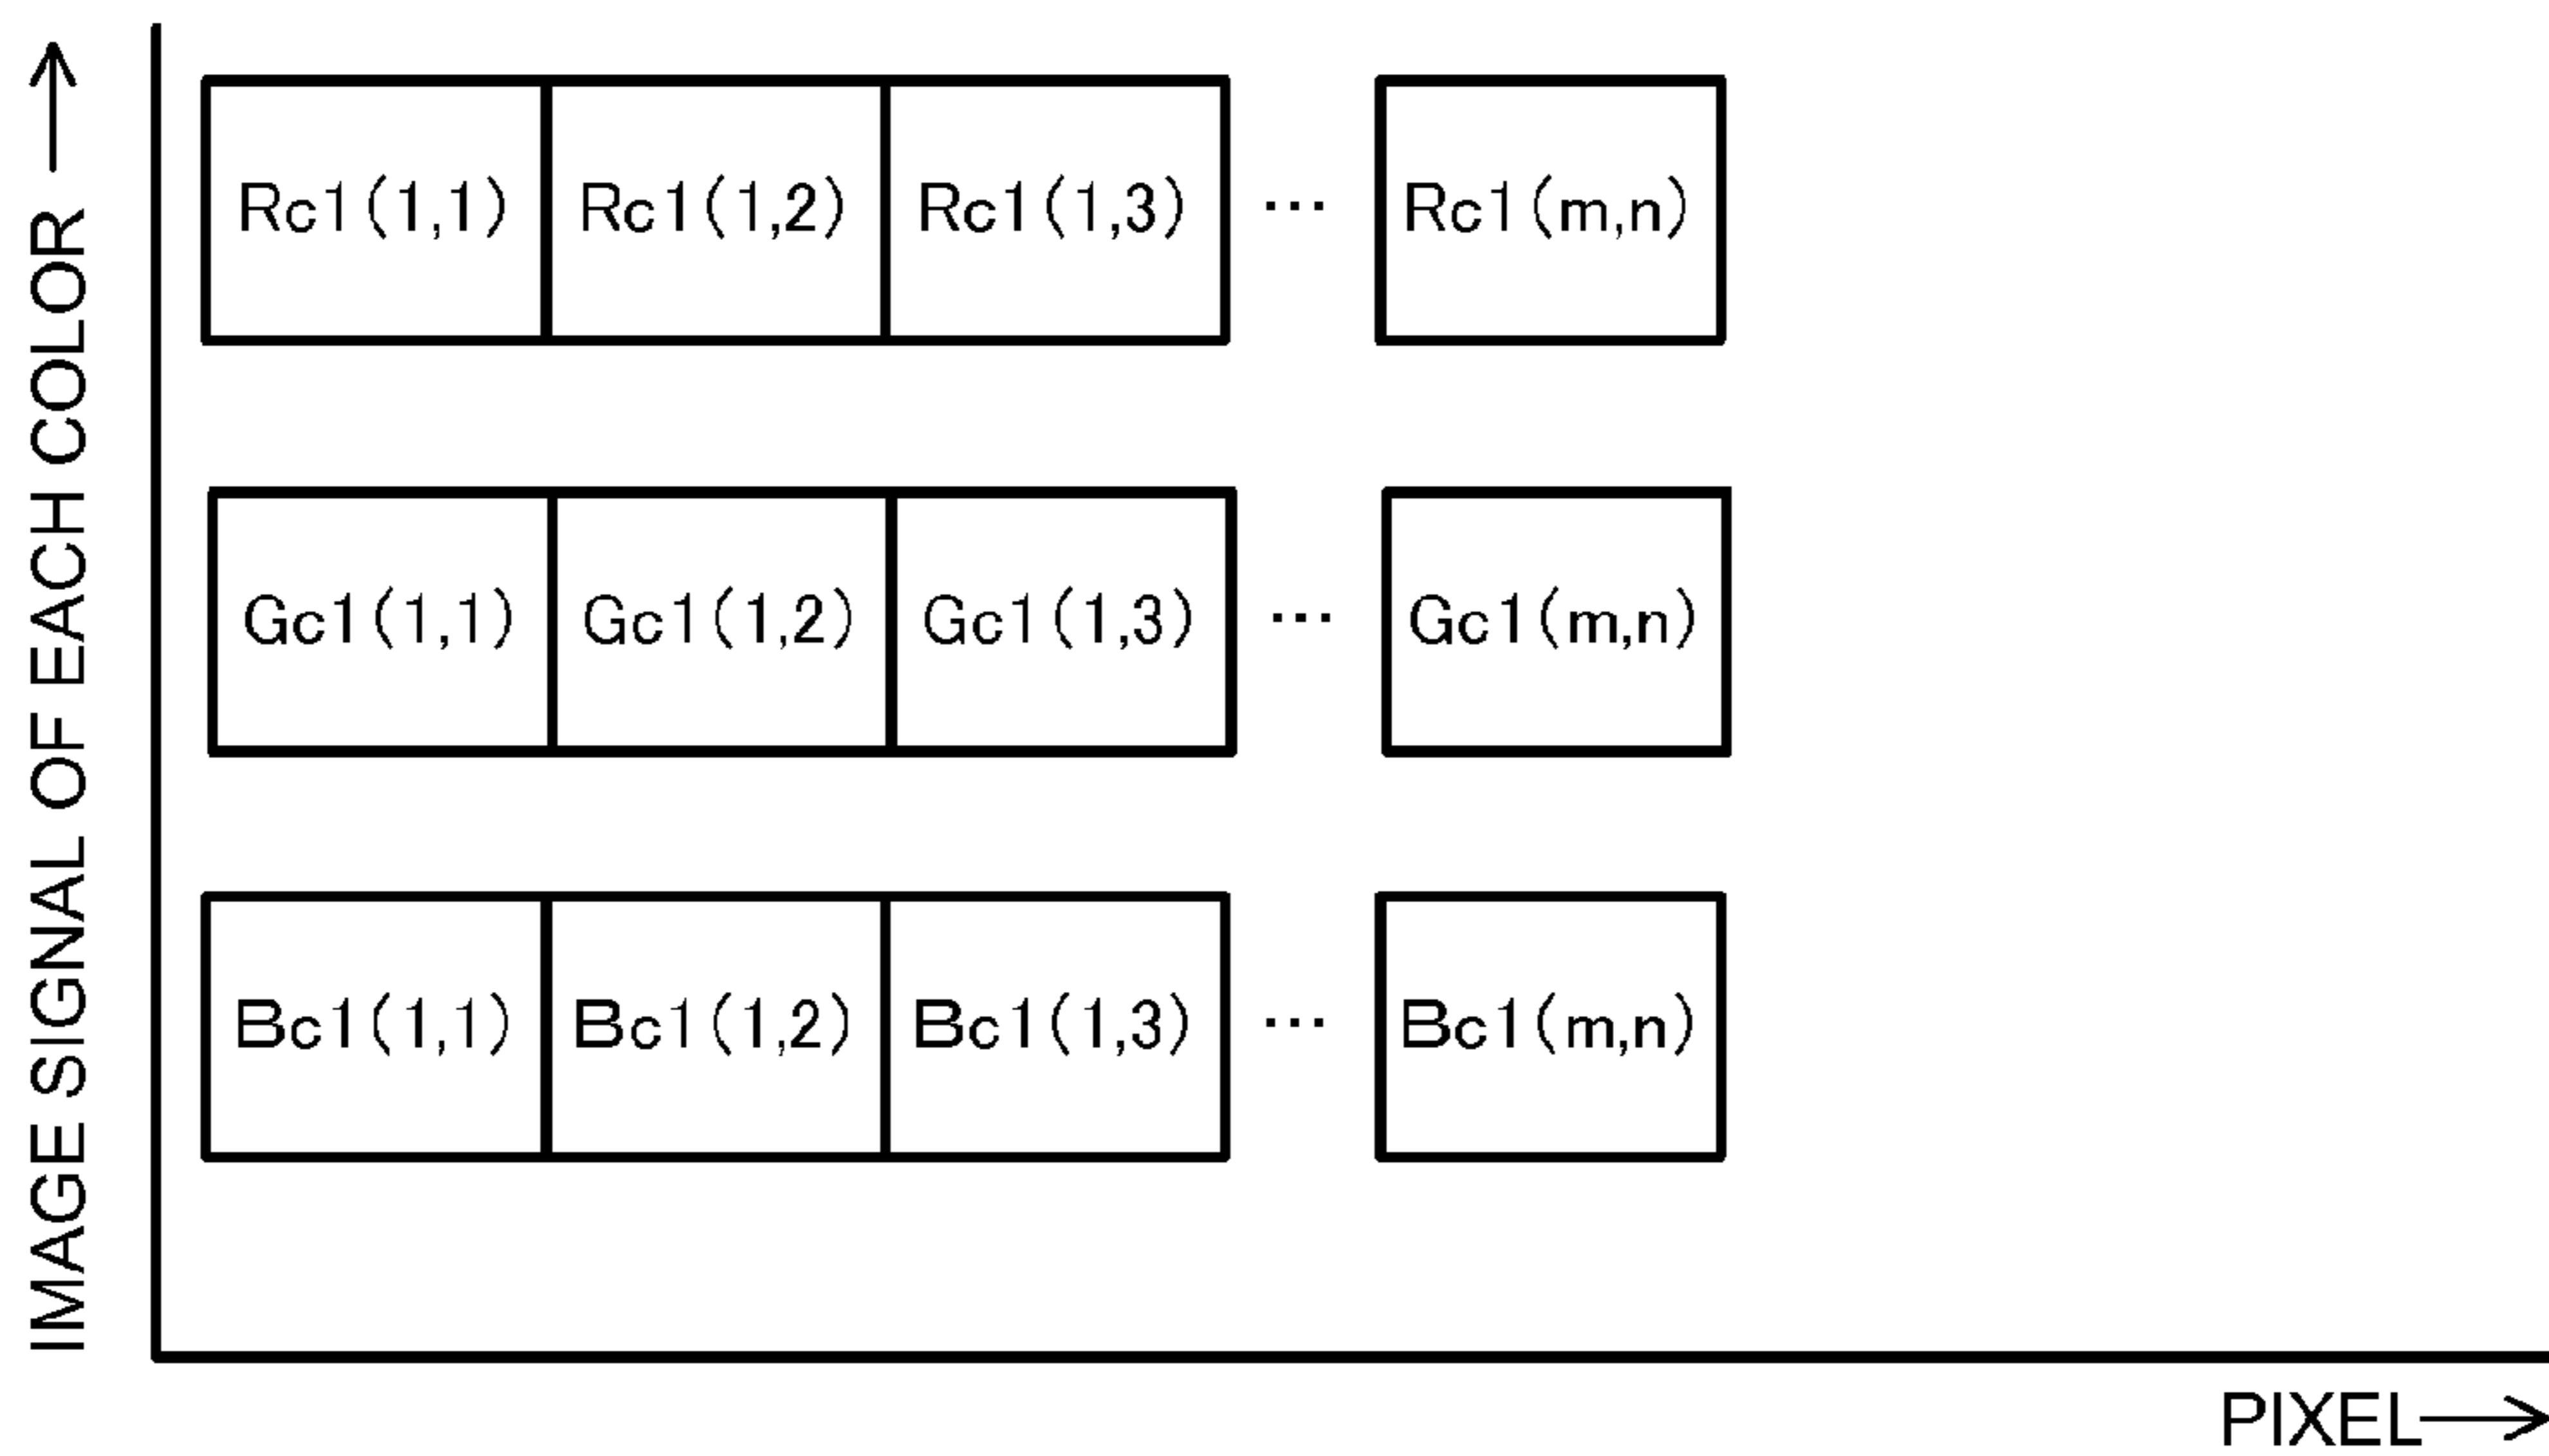 IMAGE SIGNAL OF EACH COLOR →
Rc1(1,1) Rc1(1,2) Rc1(1,3) ··· Rc1(m,n)
Gc1(1,1) Gc1(1,2) Gc1(1,3) ··· Gc1(m,n)
Bc1(1,1) Bc1(1,2) Bc1(1,3) ··· Bc1(m,n)
PIXEL→